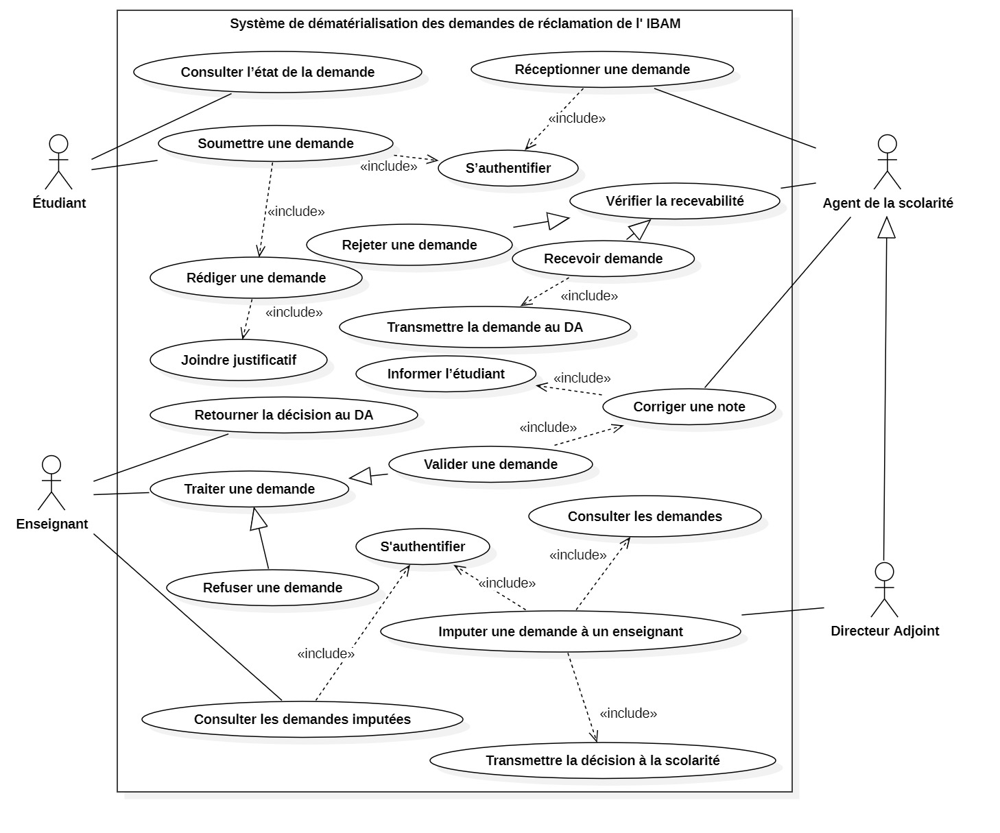 Système de dématérialisation des demandes de réclamation de l' IBAM
Consulter l’état de la demande
Réceptionner une demande
«include»
Soumettre une demande
«include»
S’authentifier
Étudiant
Agent de la scolarité
Vérifier la recevabilité
«include»
Rejeter une demande
Recevoir demande
Rédiger une demande
«include»
«include»
Transmettre la demande au DA
Joindre justificatif
Informer l’étudiant
«include»
Corriger une note
Retourner la décision au DA
«include»
Valider une demande
Traiter une demande
Enseignant
Consulter les demandes
S'authentifier
«include»
«include»
Refuser une demande
Imputer une demande à un enseignant
Directeur Adjoint
«include»
«include»
Consulter les demandes imputées
Transmettre la décision à la scolarité